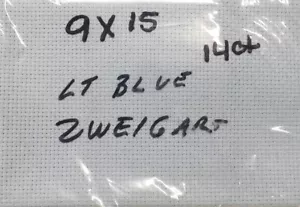 9 X 15
14ct
LT BLUE
ZWEIGART